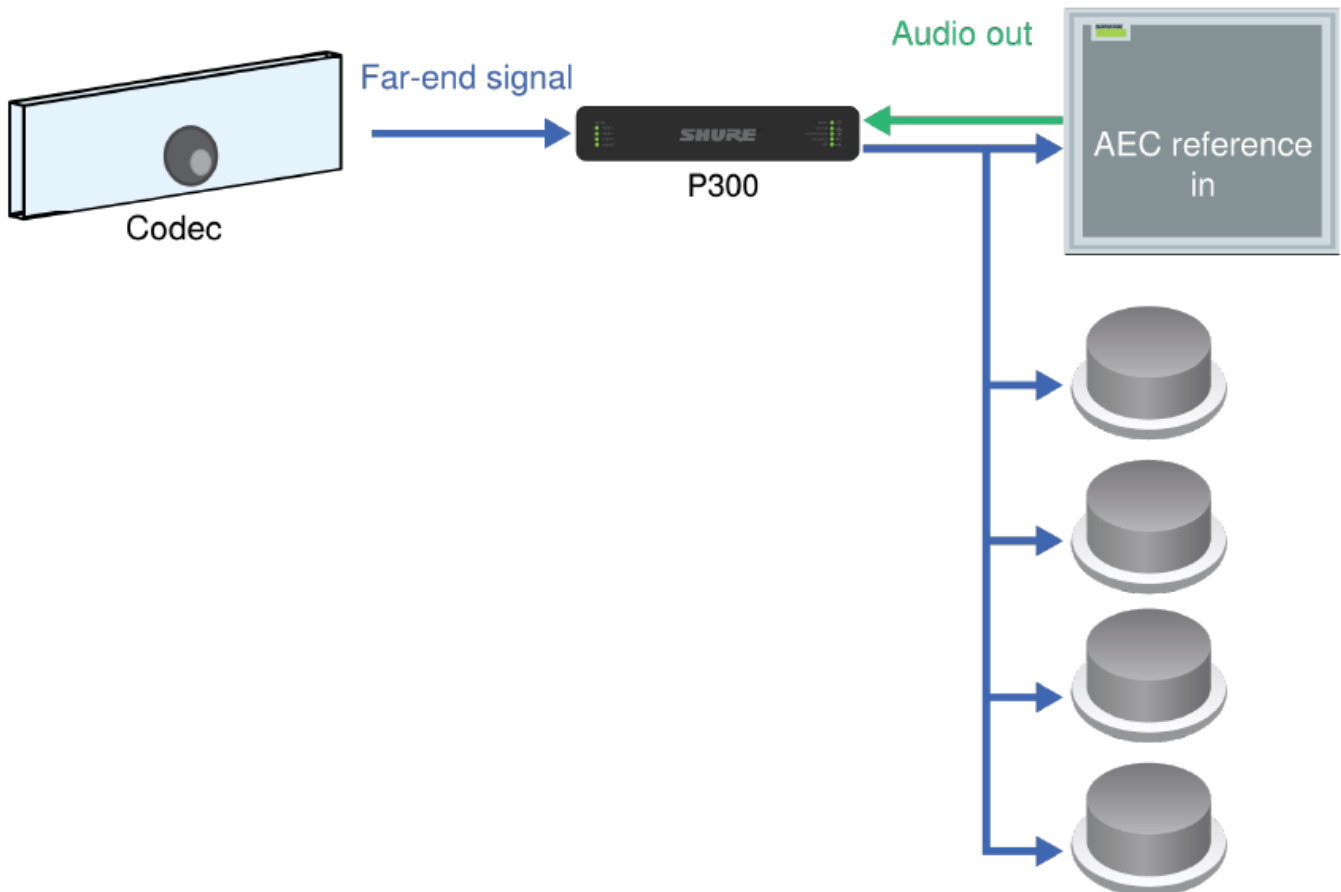 Audio out
Far-end signal
SHURE
AEC reference
in
P300
Codec